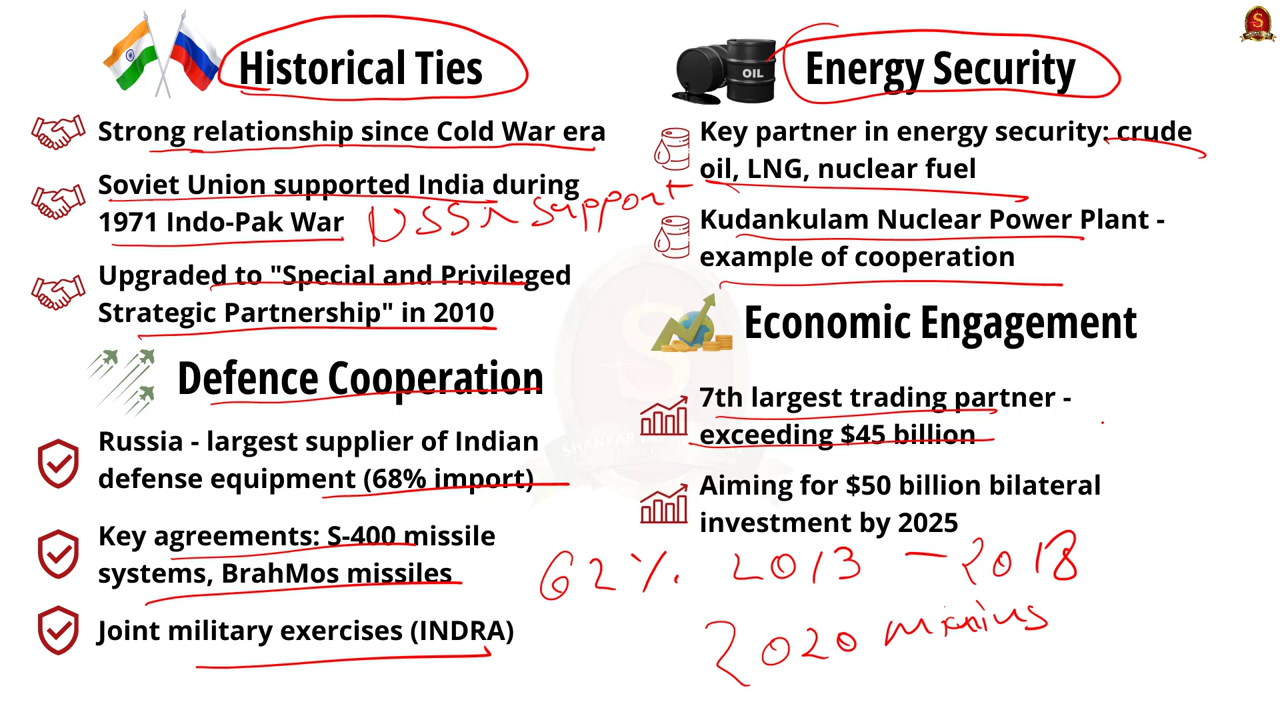 Historical Ties
Strong relationship since Cold War era
Soviet Union supported India during
1971 Indo-Pak War
USSR support
Upgraded to "Special and Privileged
Strategic Partnership" in 2010
Defence Cooperation
Russia - largest supplier of Indian
defense equipment (68% import)
Key agreements: S-400 missile
systems, BrahMos missiles
Joint military exercises (INDRA)
Energy Security
OIL
Key partner in energy security: crude
oil, LNG, nuclear fuel
Kudankulam Nuclear Power Plant -
example of cooperation
Economic Engagement
7th largest trading partner -
exceeding $45 billion
Aiming for $50 billion bilateral
investment by 2025
62% 2013 - 2018
2020